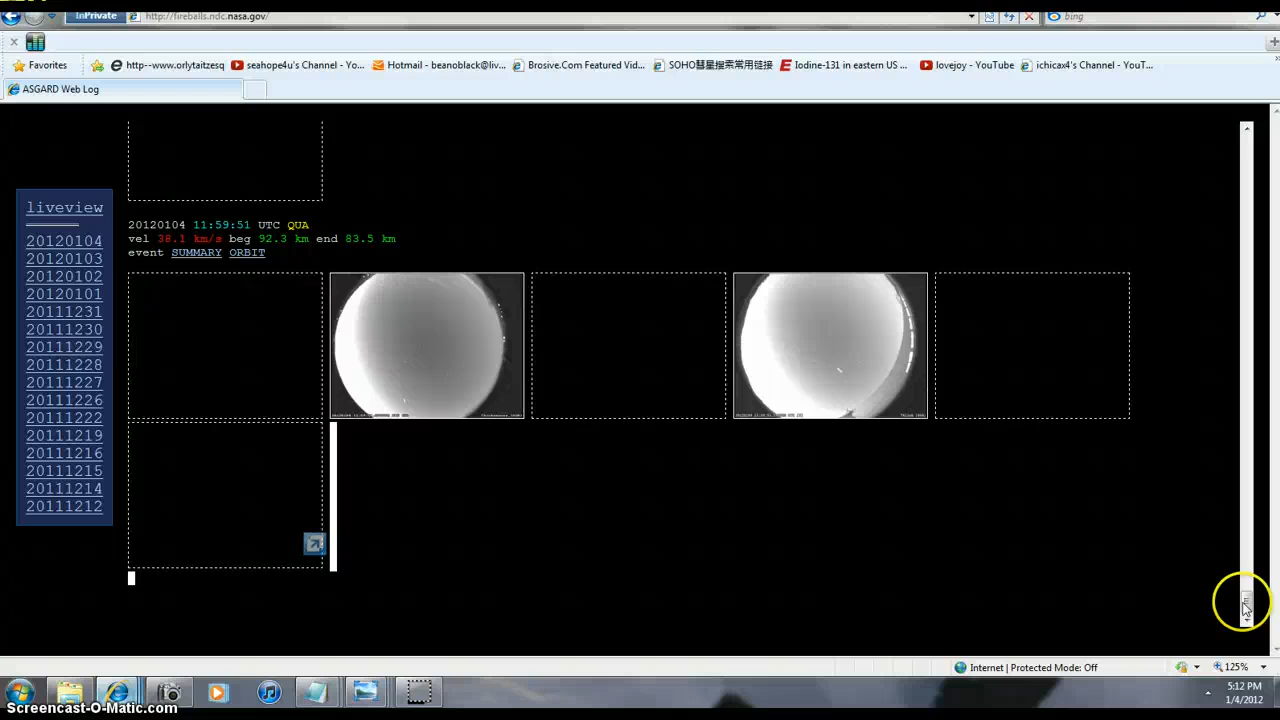 InPrivate http://fireballs.ndc.nasa.gov/ bing
Favorites http--www.orlytaitzesq seahope4u's Channel - Yo... Hotmail - beanoblack@liv... Brosive.Com Featured Vid... SOHO彗星搜索常用链接 Iodine-131 in eastern US ... lovejoy - YouTube ichicax4's Channel - YouT...
ASGARD Web Log
liveview
20120104
20120103
20120102
20120101
20111231
20111230
20111229
20111228
20111227
20111226
20111222
20111219
20111216
20111215
20111214
20111212
20120104 11:59:51 UTC QUA
vel 38.1 km/s beg 92.3 km end 83.5 km
event SUMMARY ORBIT
Internet | Protected Mode: Off 125%
5:12 PM
1/4/2012
Screencast-O-Matic.com